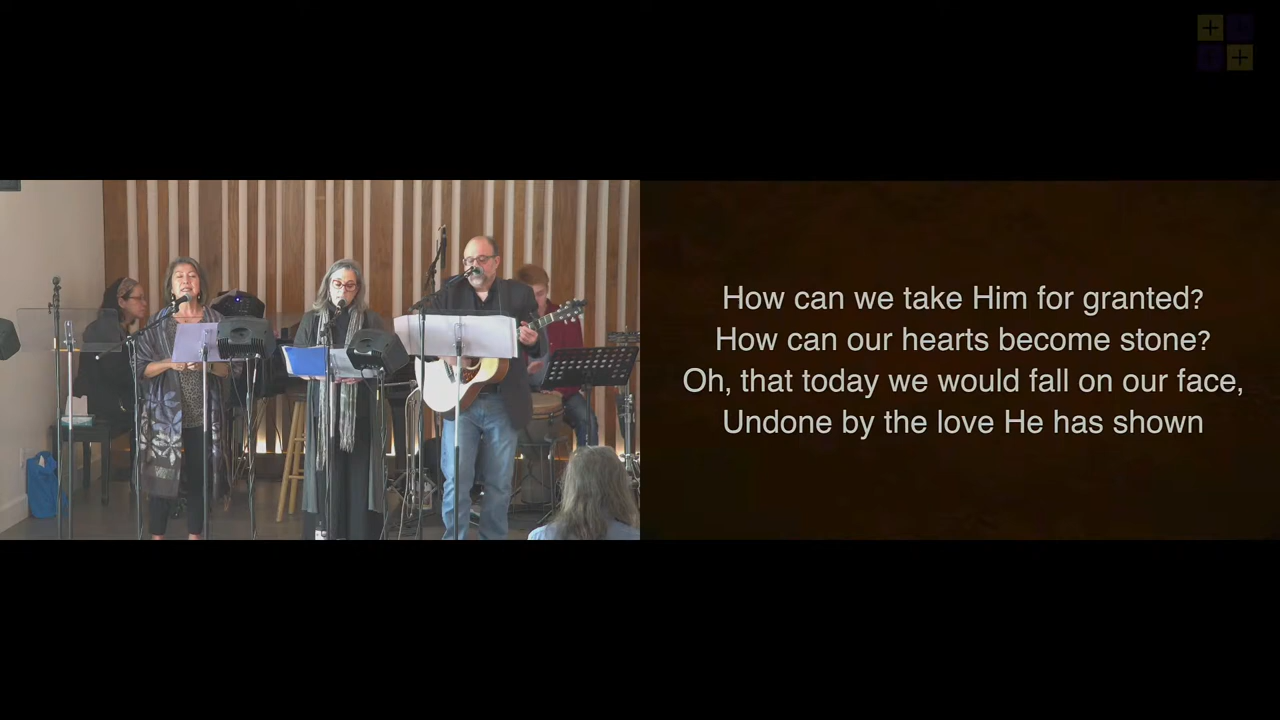 How can we take Him for granted?
How can our hearts become stone?
Oh, that today we would fall on our face,
Undone by the love He has shown